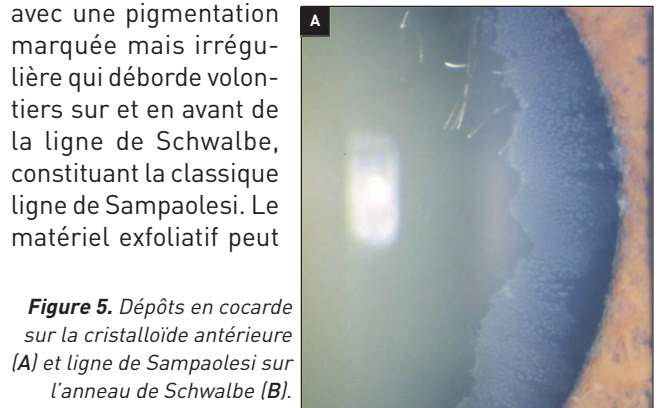 avec une pigmentation
marquée mais irrégu-
lière qui déborde volon-
tiers sur et en avant de
la ligne de Schwalbe,
constituant la classique
ligne de Sampaolesi. Le
matériel exfoliatif peut
Figure 5. Dépôts en cocarde
sur la cristalloïde antérieure
(A) et ligne de Sampaolesi sur
l'anneau de Schwalbe (B).
A